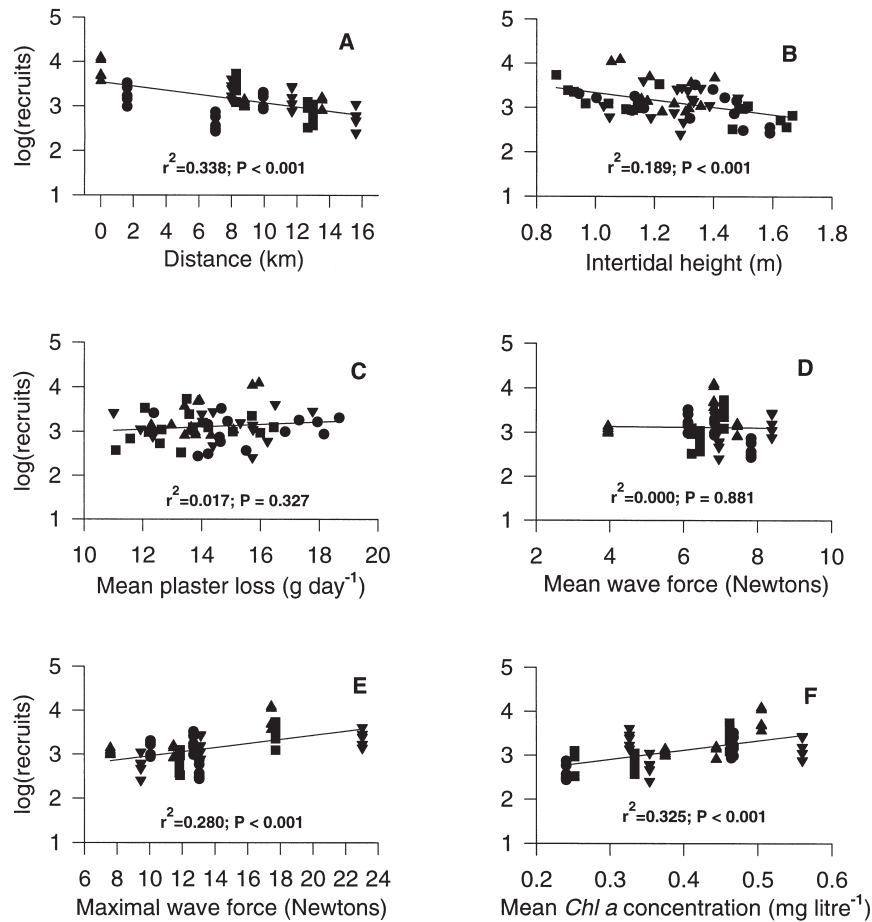 A
log(recruits)
5
4
3
2
1
r²=0.338; P < 0.001
0 2 4 6 8 10 12 14 16
Distance (km)
B
5
4
3
2
1
r²=0.189; P < 0.001
0.8 1.0 1.2 1.4 1.6 1.8
Intertidal height (m)
C
log(recruits)
5
4
3
2
1
r²=0.017; P = 0.327
10 12 14 16 18 20
Mean plaster loss (g day⁻¹)
D
5
4
3
2
1
r²=0.000; P = 0.881
2 4 6 8 10
Mean wave force (Newtons)
E
log(recruits)
5
4
3
2
1
r²=0.280; P < 0.001
6 8 10 12 14 16 18 20 22 24
Maximal wave force (Newtons)
F
5
4
3
2
1
r²=0.325; P < 0.001
0.2 0.3 0.4 0.5 0.6
Mean Chl a concentration (mg litre⁻¹)